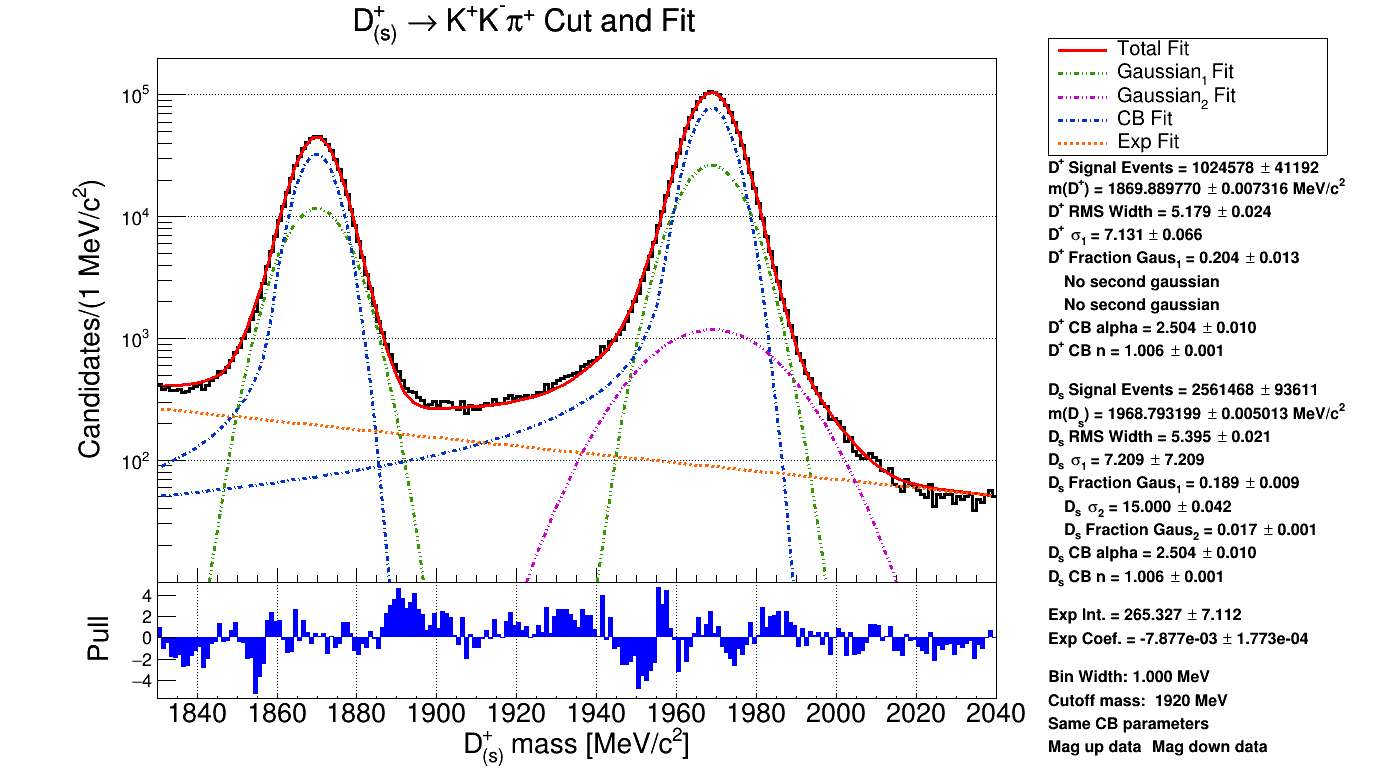 D⁺₍ₛ₎ → K⁺K⁻π⁺ Cut and Fit
Candidates/(1 MeV/c²)
10⁵
10⁴
10³
10²
Pull
4
2
0
−2
−4
1840 1860 1880 1900 1920 1940 1960 1980 2000 2020 2040
D⁺₍ₛ₎ mass [MeV/c²]
Total Fit
Gaussian₁ Fit
Gaussian₂ Fit
CB Fit
Exp Fit
D⁺ Signal Events = 1024578 ± 41192
m(D⁺) = 1869.889770 ± 0.007316 MeV/c²
D⁺ RMS Width = 5.179 ± 0.024
D⁺ σ₁ = 7.131 ± 0.066
D⁺ Fraction Gaus₁ = 0.204 ± 0.013
No second gaussian
No second gaussian
D⁺ CB alpha = 2.504 ± 0.010
D⁺ CB n = 1.006 ± 0.001
Dₛ Signal Events = 2561468 ± 93611
m(Dₛ) = 1968.793199 ± 0.005013 MeV/c²
Dₛ RMS Width = 5.395 ± 0.021
Dₛ σ₁ = 7.209 ± 7.209
Dₛ Fraction Gaus₁ = 0.189 ± 0.009
Dₛ σ₂ = 15.000 ± 0.042
Dₛ Fraction Gaus₂ = 0.017 ± 0.001
Dₛ CB alpha = 2.504 ± 0.010
Dₛ CB n = 1.006 ± 0.001
Exp Int. = 265.327 ± 7.112
Exp Coef. = -7.877e-03 ± 1.773e-04
Bin Width: 1.000 MeV
Cutoff mass: 1920 MeV
Same CB parameters
Mag up data Mag down data